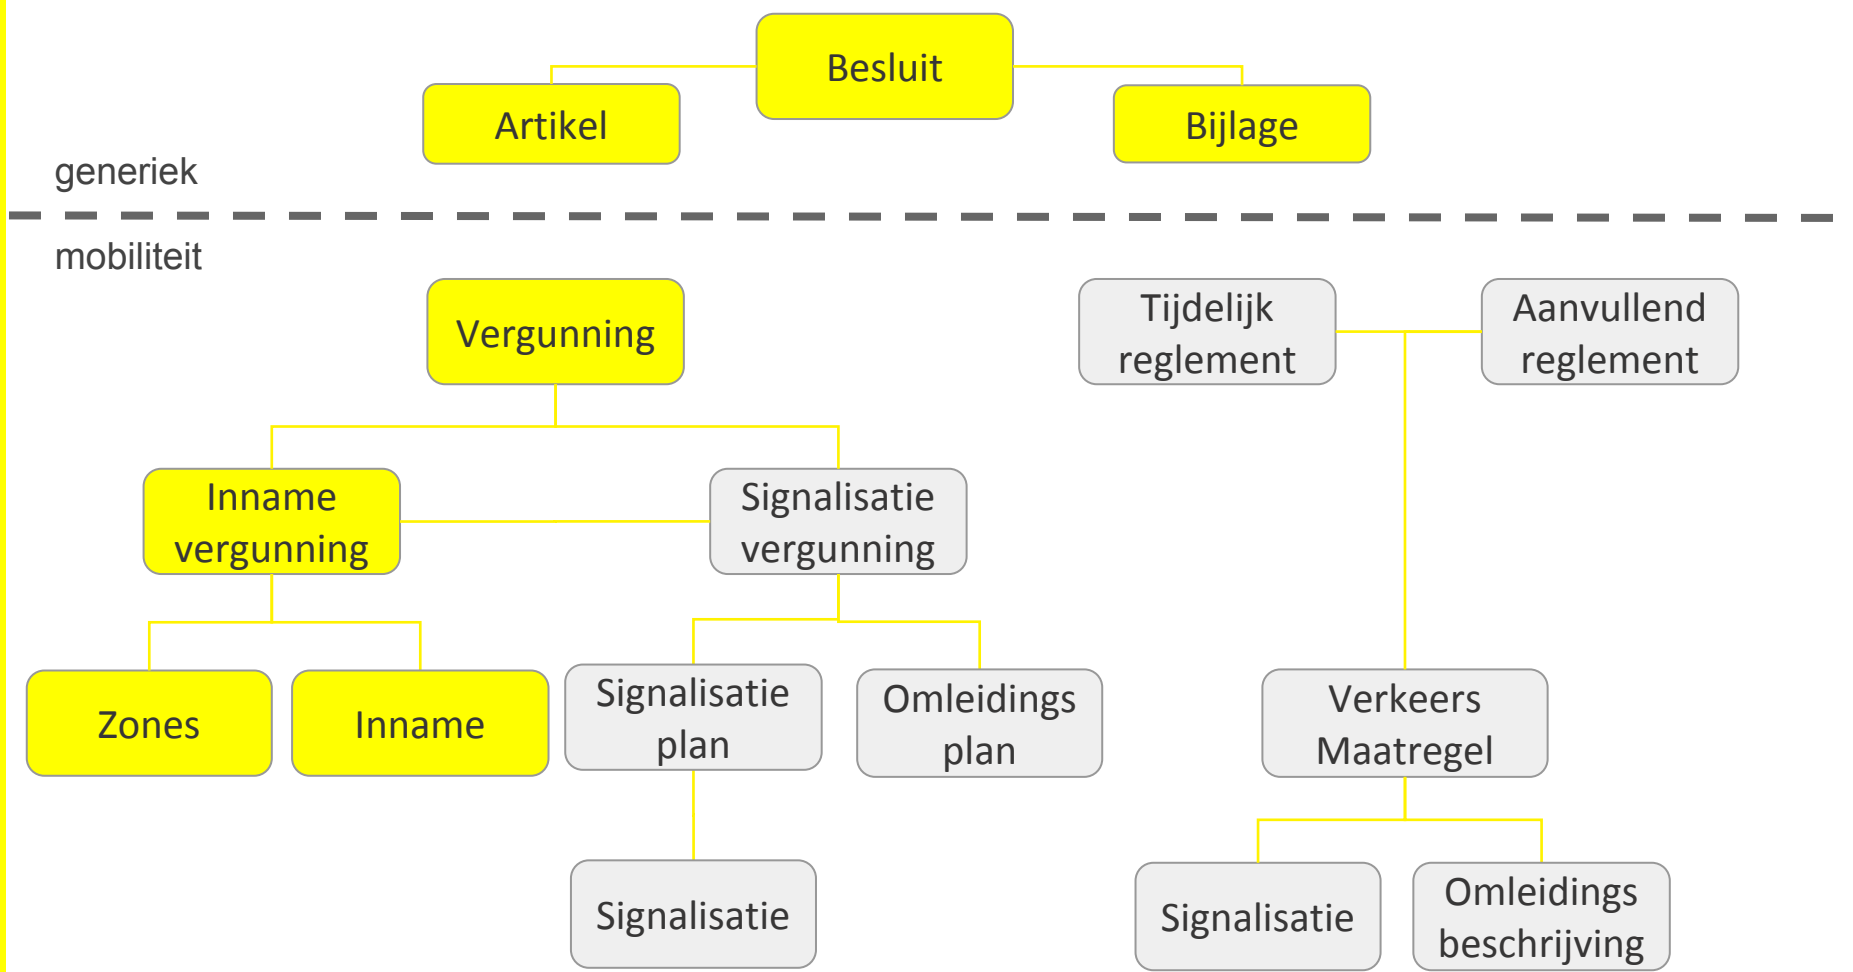 Besluit
Artikel
Bijlage
generiek
mobiliteit
Vergunning
Tijdelijk
reglement
Aanvullend
reglement
Inname
vergunning
Signalisatie
vergunning
Zones
Inname
Signalisatie
plan
Omleidings
plan
Verkeers
Maatregel
Signalisatie
Signalisatie
Omleidings
beschrijving